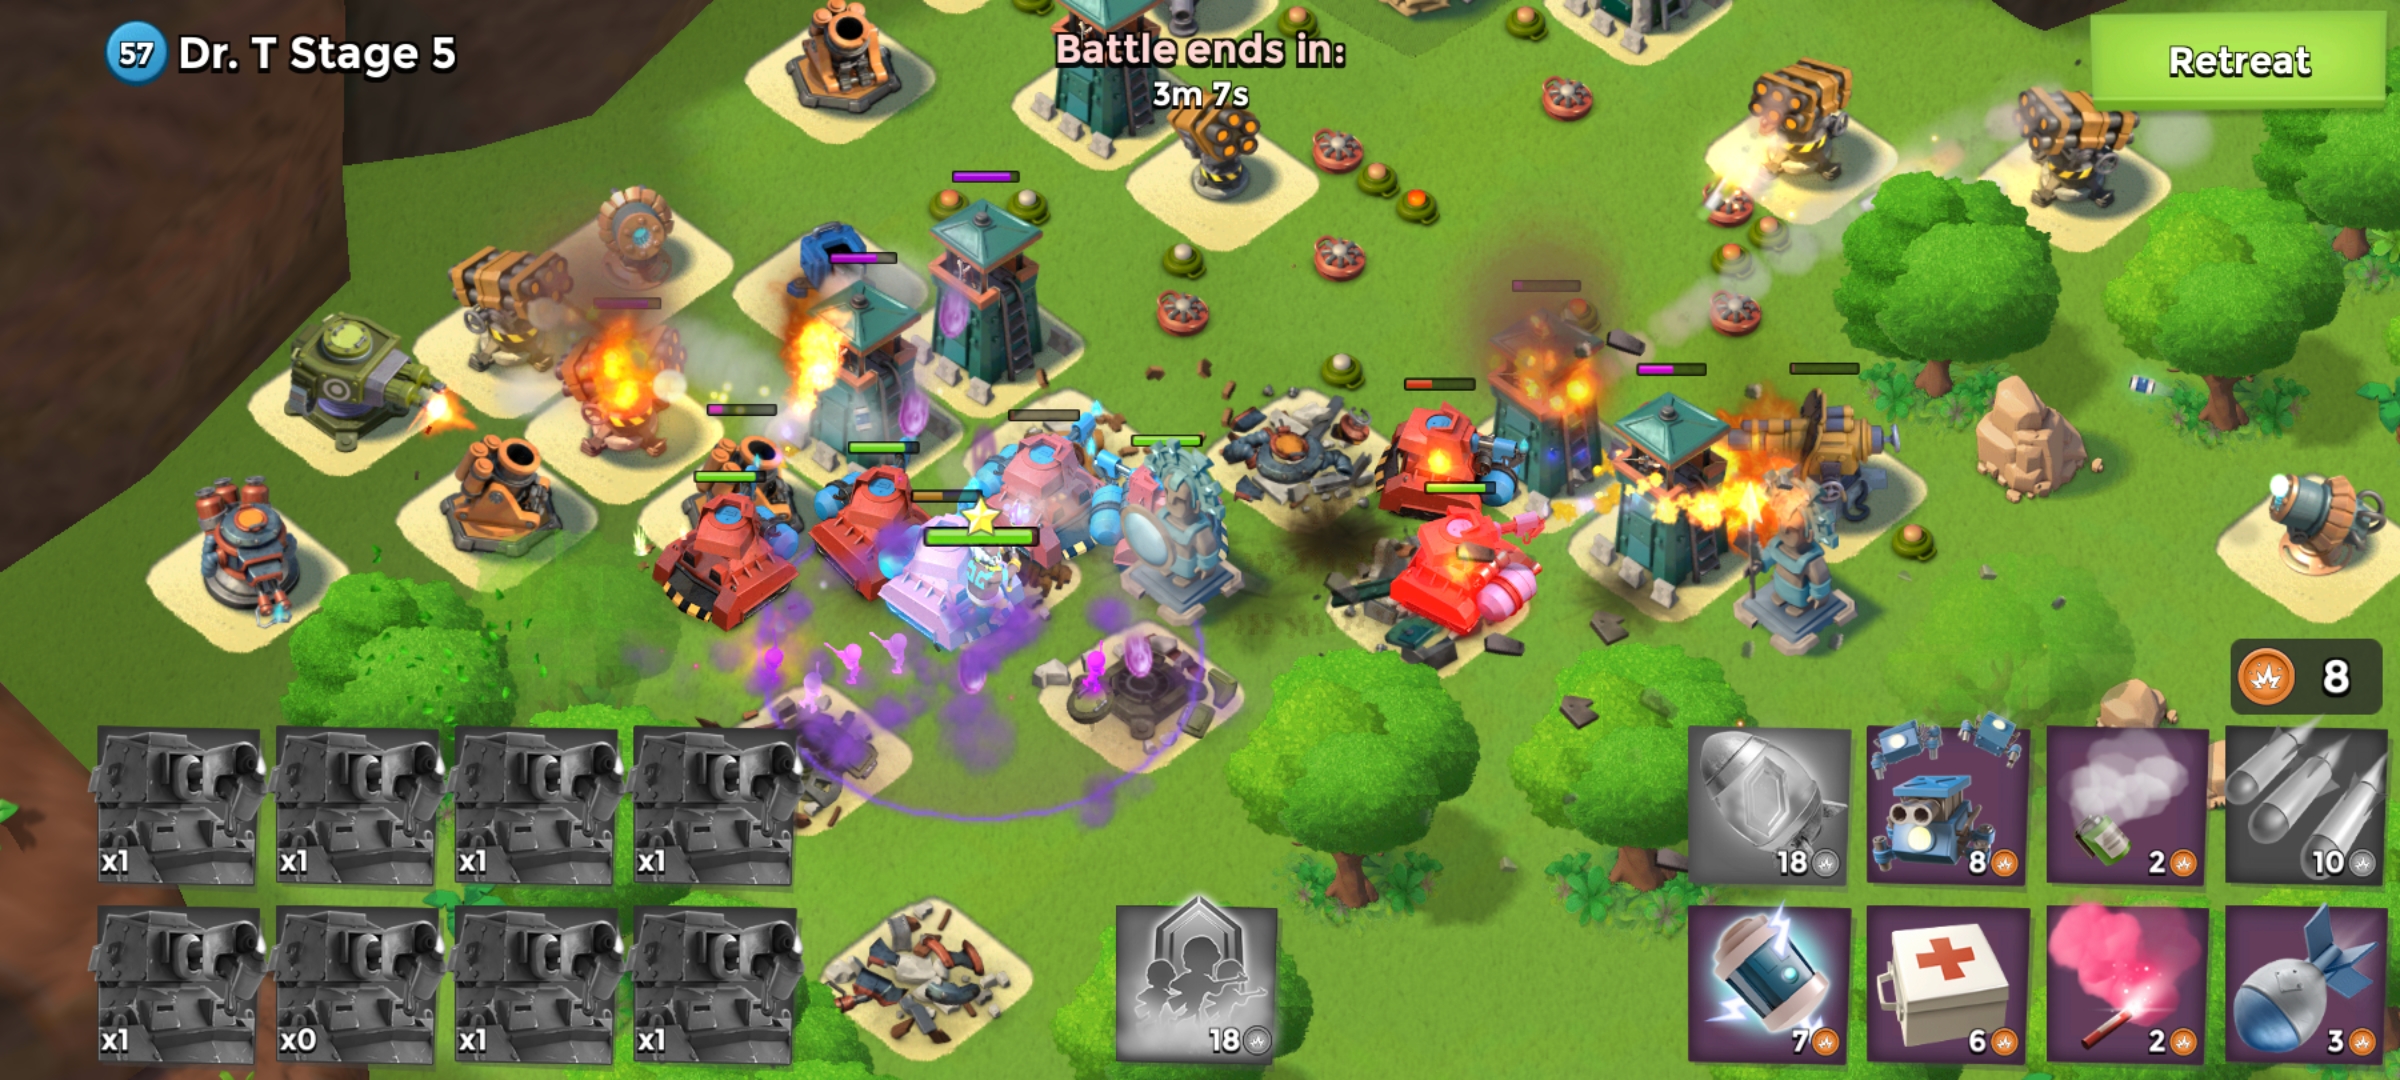 57 Dr. T Stage 5
Battle ends in:
3m 7s
Retreat
8
x1 x1 x1 x1
18 8 2 10
x1 x0 x1 x1
18
7 6 2 3